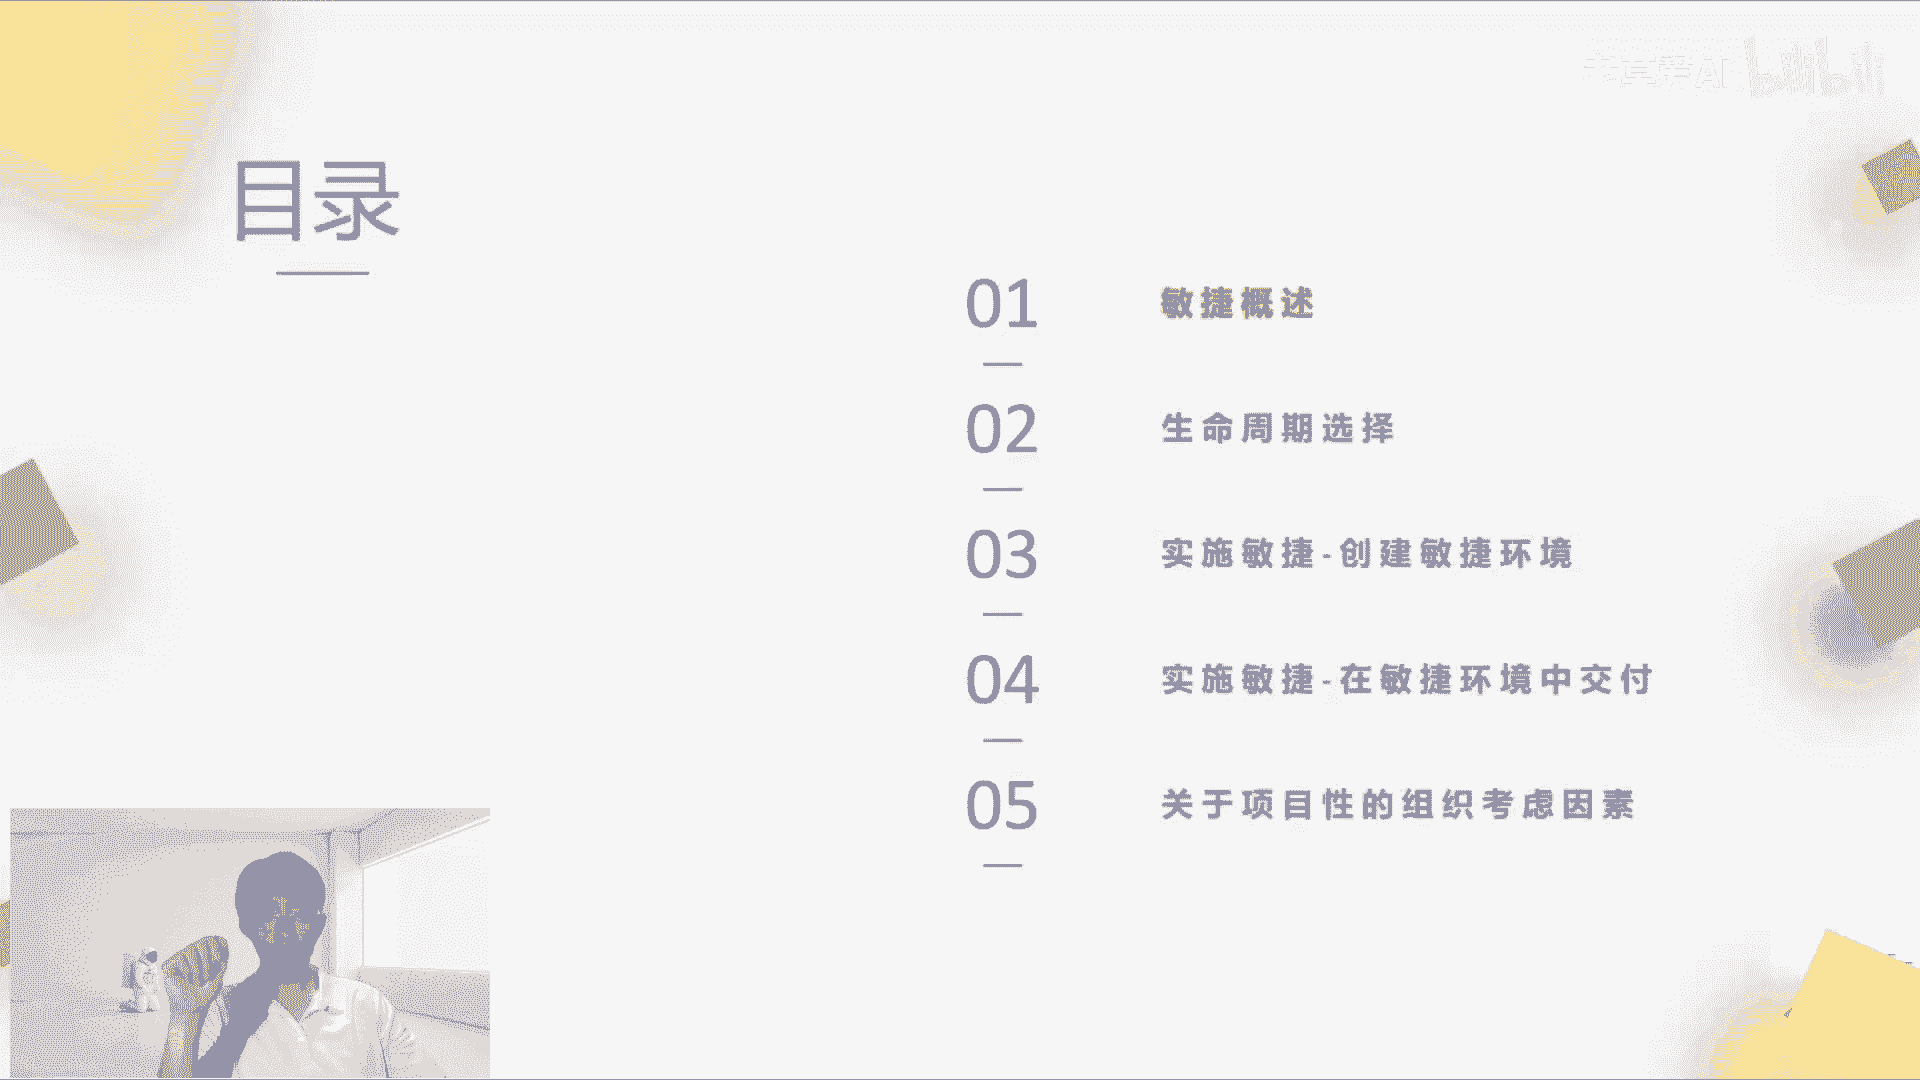 bilibili
目录
01 敏捷概述
02 生命周期选择
03 实施敏捷-创建敏捷环境
04 实施敏捷-在敏捷环境中交付
05 关于项目性的组织考虑因素